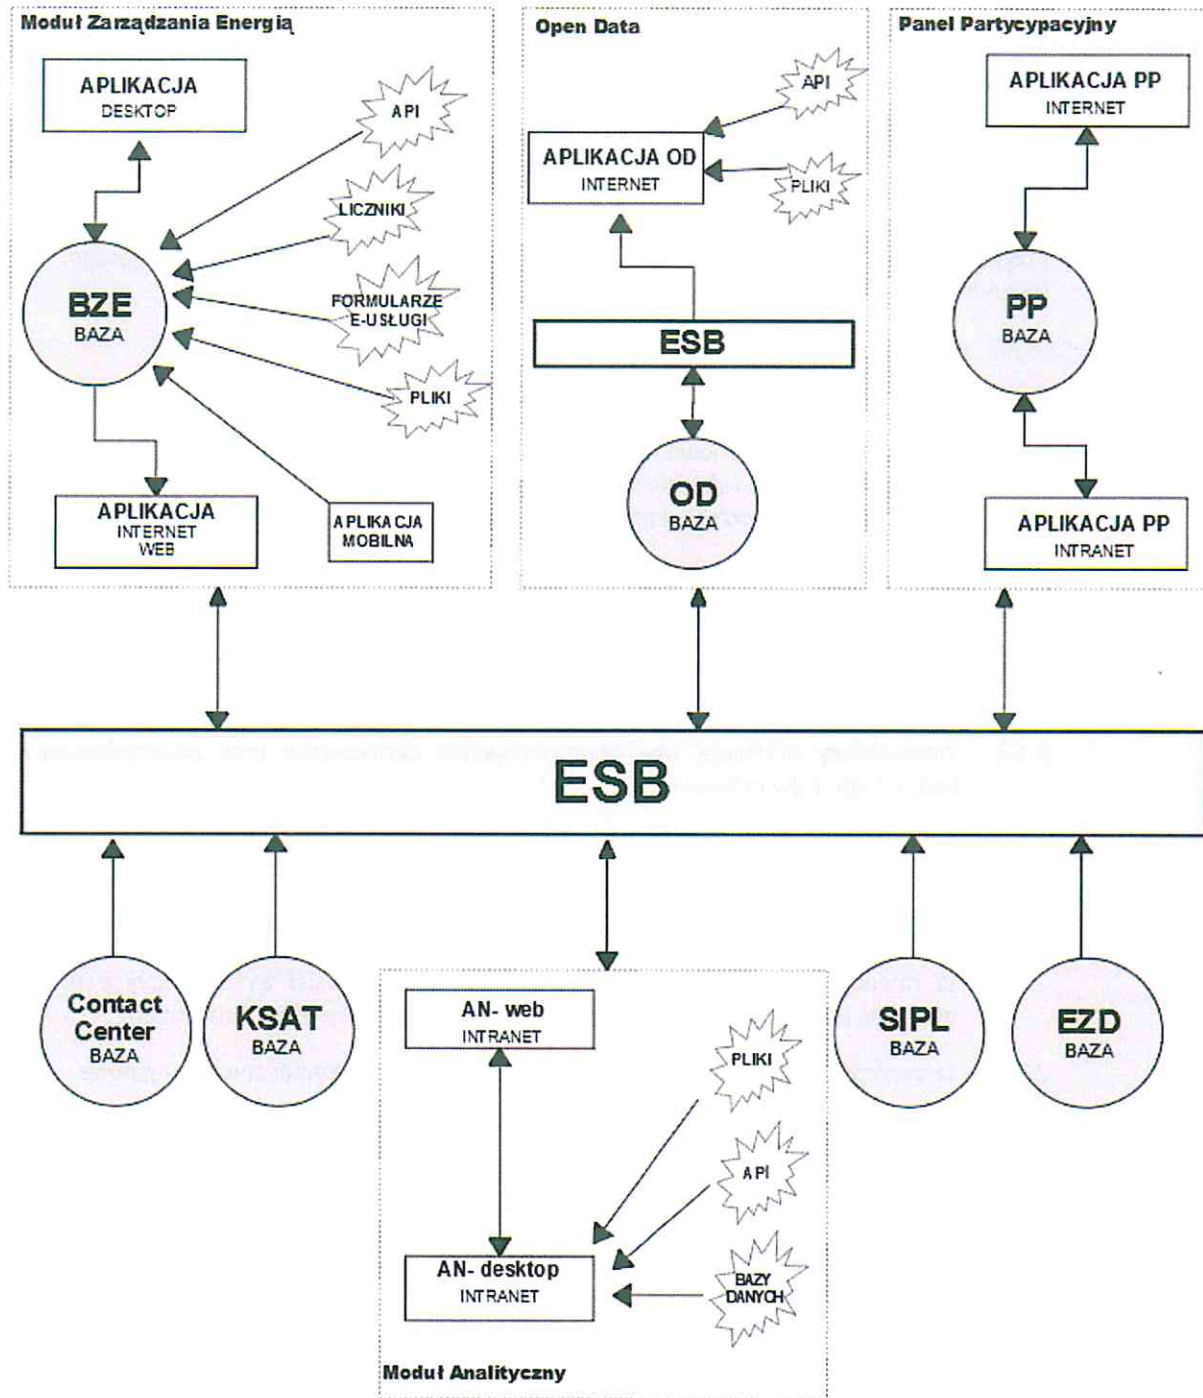 Moduł Zarządzania Energią
APLIKACJA
DESKTOP
API
LICZNIKI
FORMULARZE
E-USŁUGI
PLIKI
BZE
BAZA
APLIKACJA
INTERNET
WEB
APLIKACJA
MOBILNA
Open Data
API
APLIKACJA OD
INTERNET
PLIKI
ESB
OD
BAZA
Panel Partycypacyjny
APLIKACJA PP
INTERNET
PP
BAZA
APLIKACJA PP
INTRANET
ESB
Contact
Center
BAZA
KSAT
BAZA
SIPL
BAZA
EZD
BAZA
AN- web
INTRANET
PLIKI
API
AN- desktop
INTRANET
BAZY
DANYCH
Moduł Analityczny